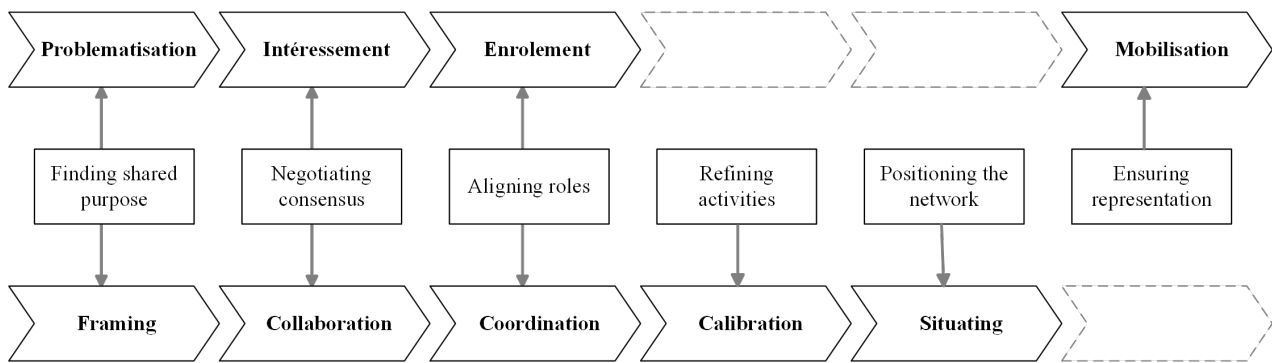 Problematisation
Intéressement
Enrolement
Mobilisation
Finding shared
purpose
Negotiating
consensus
Aligning roles
Refining
activities
Positioning the
network
Ensuring
representation
Framing
Collaboration
Coordination
Calibration
Situating